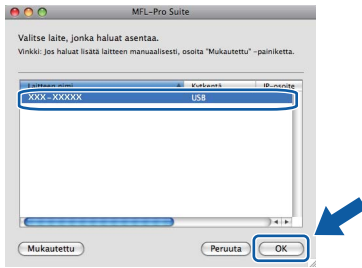 MFL-Pro Suite
Valitse laite, jonka haluat asentaa.
Vinkki: Jos haluat lisätä laitteen manuaalisesti, osoita "Mukautettu" -painiketta.
Laitteen nimi Kytkentä IP-osoite
XXX-XXXXX USB
Mukautettu Peruuta OK